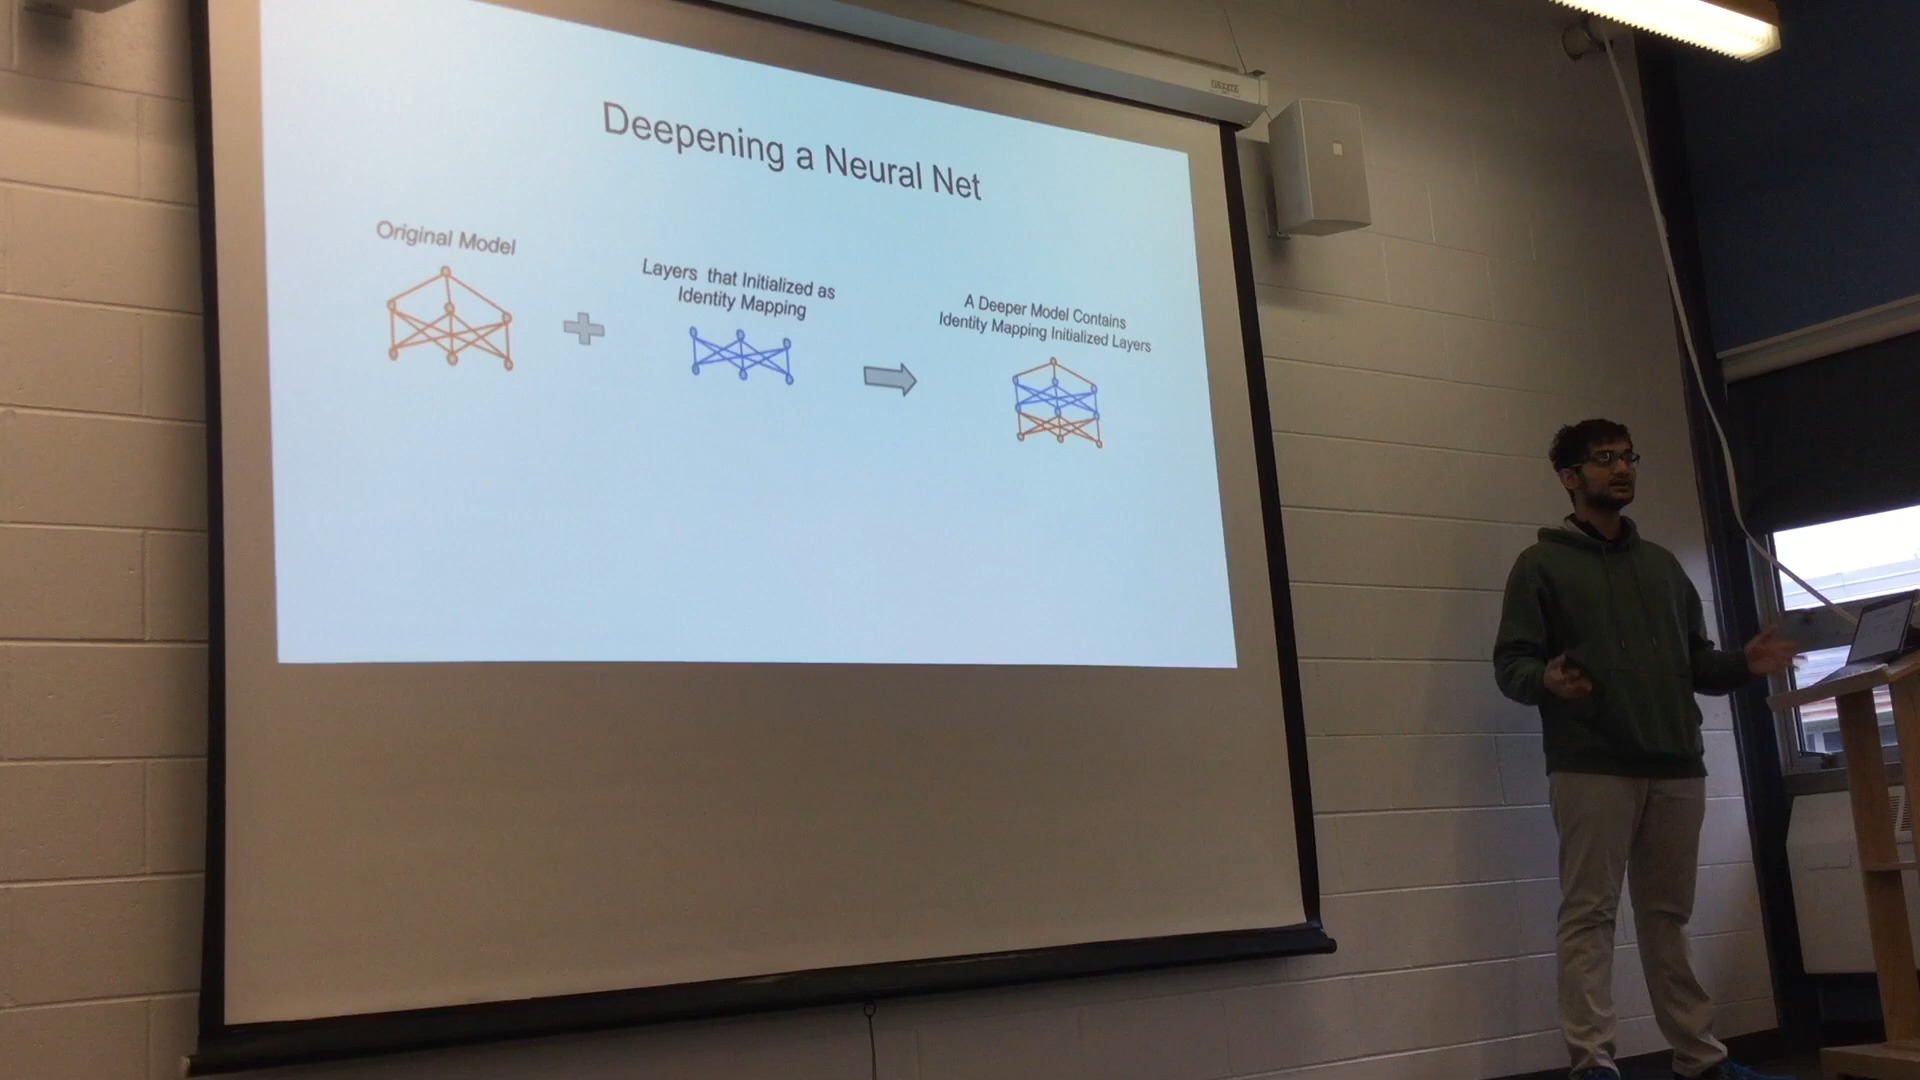 Deepening a Neural Net
Original Model
Layers that Initialized as
Identity Mapping
A Deeper Model Contains
Identity Mapping Initialized Layers